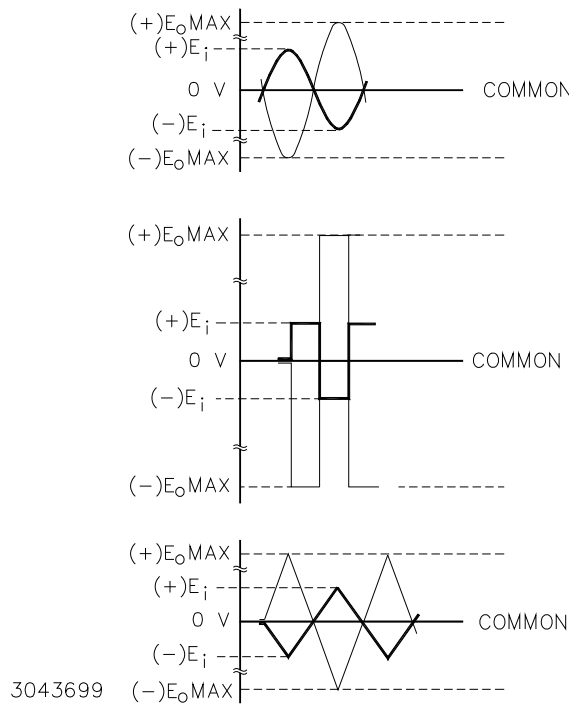 (+)EoMAX
(+)Ei
0 V
COMMON
(−)Ei
(−)EoMAX
(+)EoMAX
(+)Ei
0 V
COMMON
(−)Ei
(−)EoMAX
(+)EoMAX
(+)Ei
0 V
COMMON
(−)Ei
3043699
(−)EoMAX